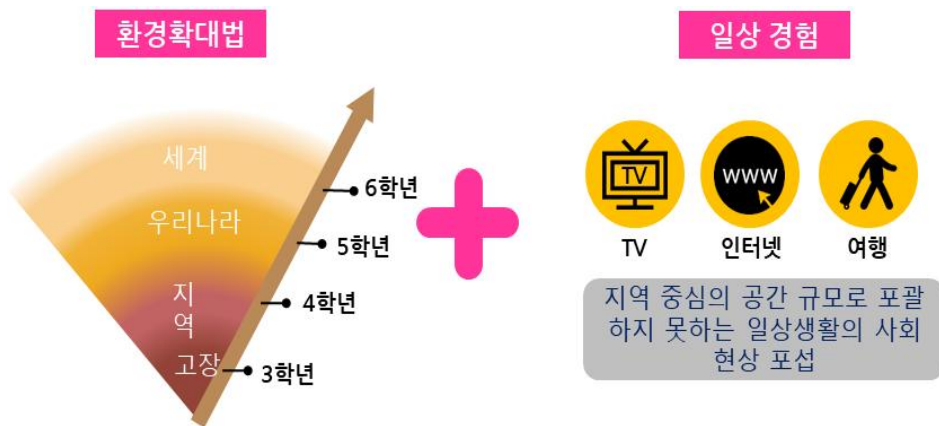 환경확대법
세계
우리나라
지
역
고장
6학년
5학년
4학년
3학년
일상 경험
TV
www
TV
인터넷
여행
지역 중심의 공간 규모로 포괄
하지 못하는 일상생활의 사회
현상 포섭